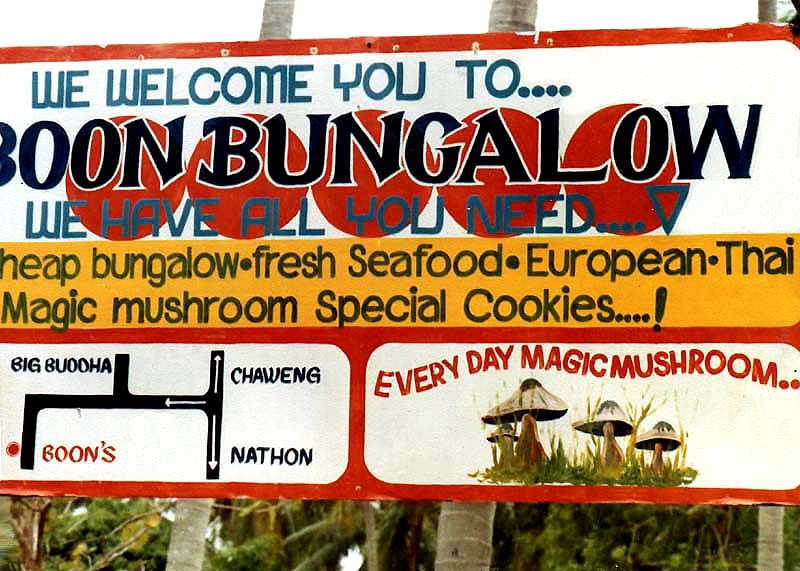 WE WELCOME YOU TO....
BOON BUNGALOW
WE HAVE ALL YOU NEED....
heap bungalow•fresh Seafood•European•Thai
Magic mushroom Special Cookies....!
BIG BUDDHA
CHAWENG
BOON'S
NATHON
EVERY DAY MAGIC MUSHROOM..